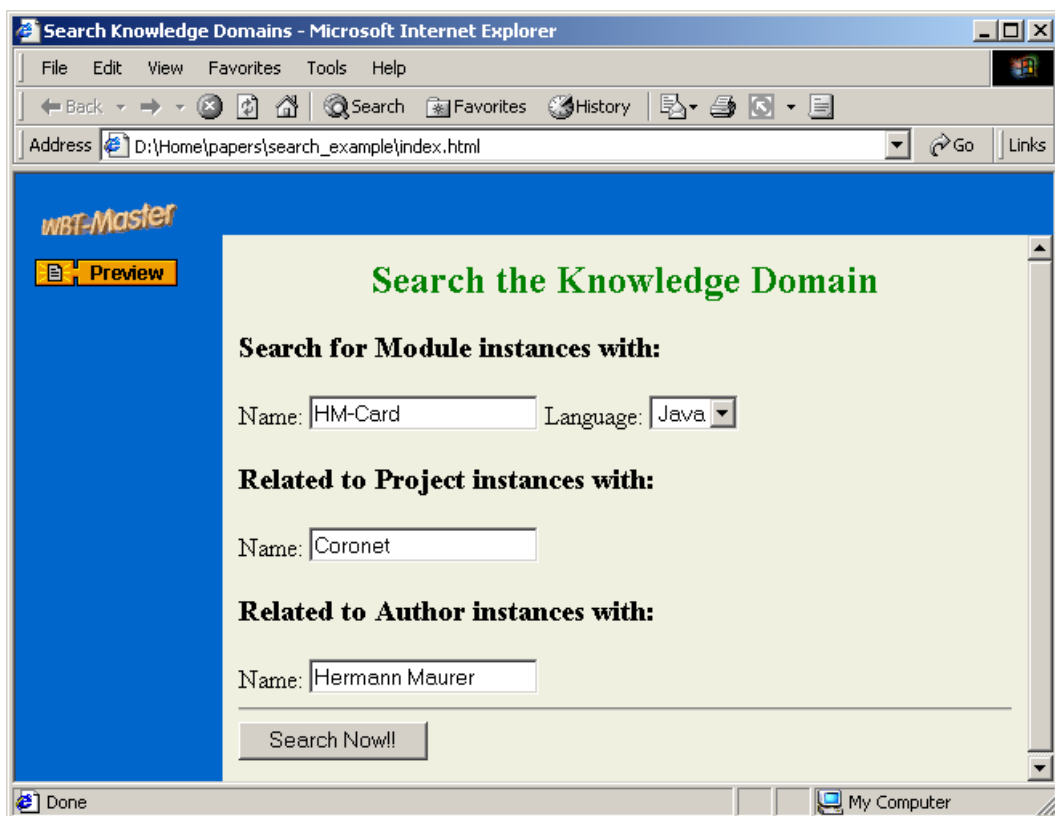 Search Knowledge Domains - Microsoft Internet Explorer
File Edit View Favorites Tools Help
Back Search Favorites History
Address D:\Home\papers\search_example\index.html Go Links
WBT-Master
Preview
Search the Knowledge Domain
Search for Module instances with:
Name: HM-Card Language: Java
Related to Project instances with:
Name: Coronet
Related to Author instances with:
Name: Hermann Maurer
Search Now!!
Done My Computer